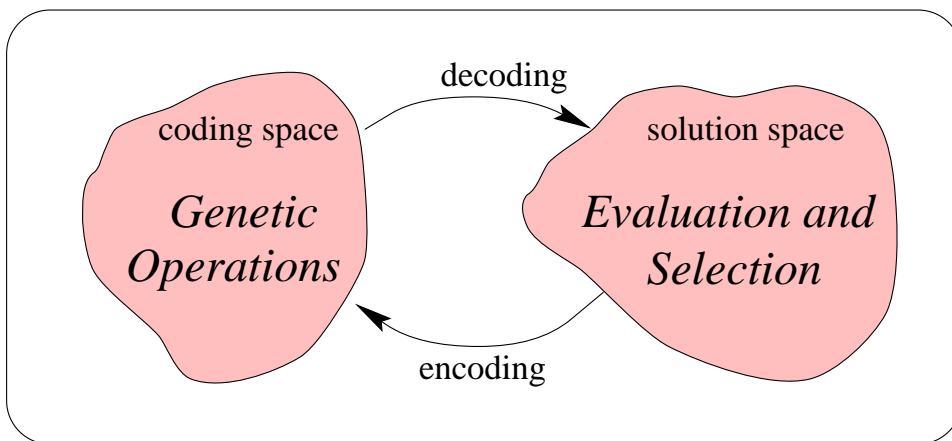 decoding
coding space
solution space
Genetic
Operations
Evaluation and
Selection
encoding